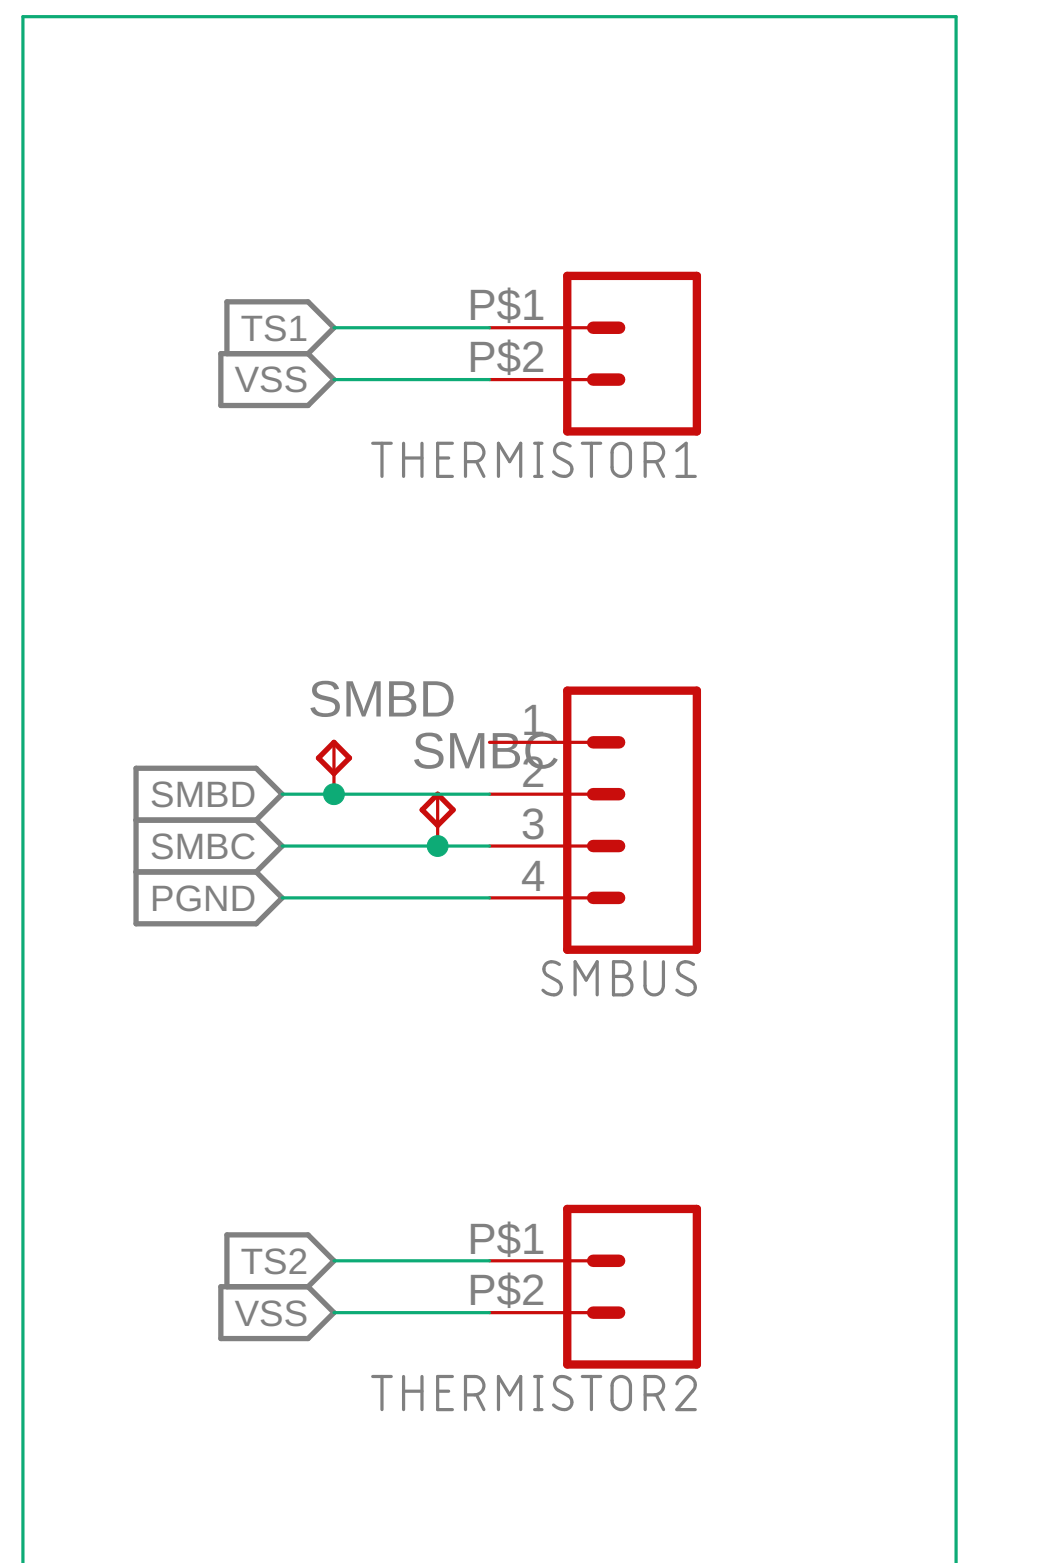 P$1
TS1
P$2
VSS
THERMISTOR1
SMBD
1
SMBC
2
SMBD
3
SMBC
4
PGND
SMBUS
P$1
TS2
P$2
VSS
THERMISTOR2